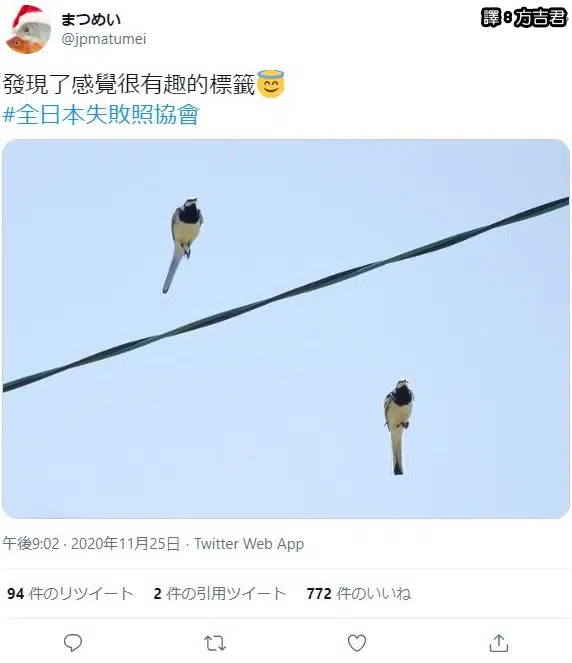 まつめい
@jpmatumei
譯8方吉君
發現了感覺很有趣的標籤😇
#全日本失敗照協會
午後9:02 · 2020年11月25日 · Twitter Web App
94 件のリツイート 2 件の引用ツイート 772 件のいいね